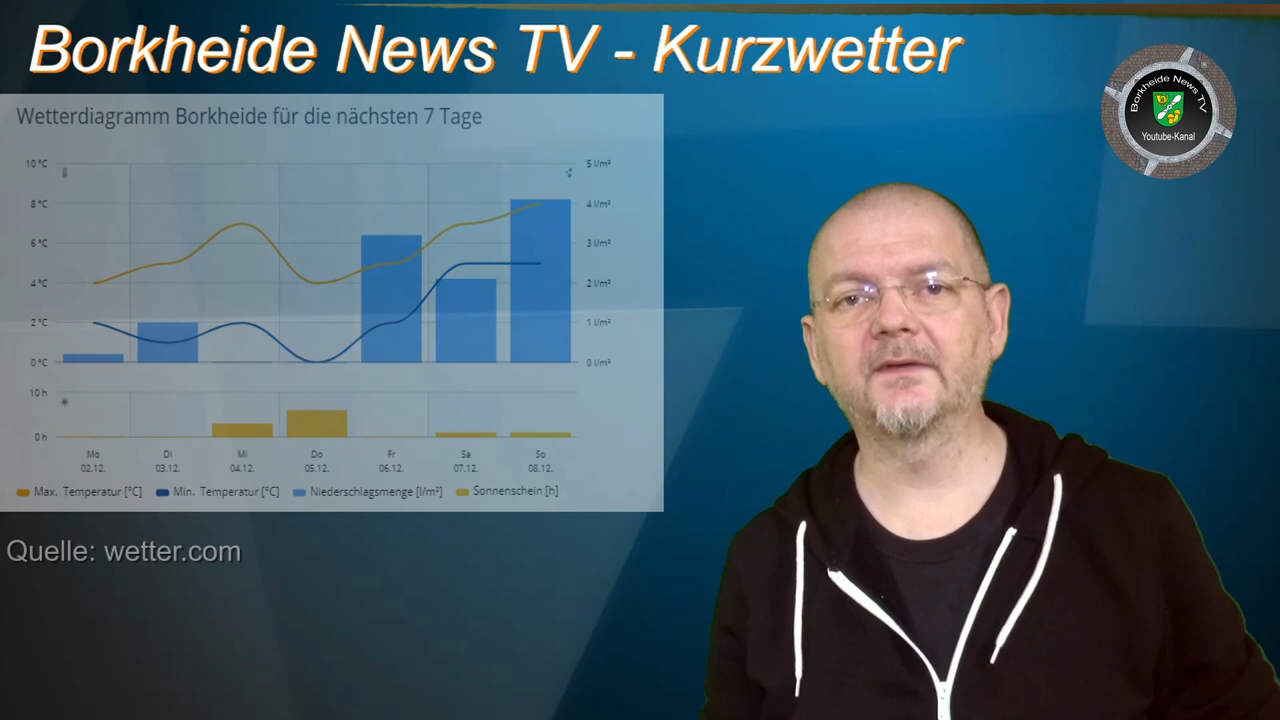 Borkheide News TV - Kurzwetter
Borkheide News TV
Youtube-Kanal
Wetterdiagramm Borkheide für die nächsten 7 Tage
10 °C 5 l/m²
8 °C 4 l/m²
6 °C 3 l/m²
4 °C 2 l/m²
2 °C 1 l/m²
0 °C 0 l/m²
10 h
0 h
Mo Di Mi Do Fr Sa So
02.12. 03.12. 04.12. 05.12. 06.12. 07.12. 08.12.
Max. Temperatur [°C] Min. Temperatur [°C] Niederschlagsmenge [l/m²] Sonnenschein [h]
Quelle: wetter.com